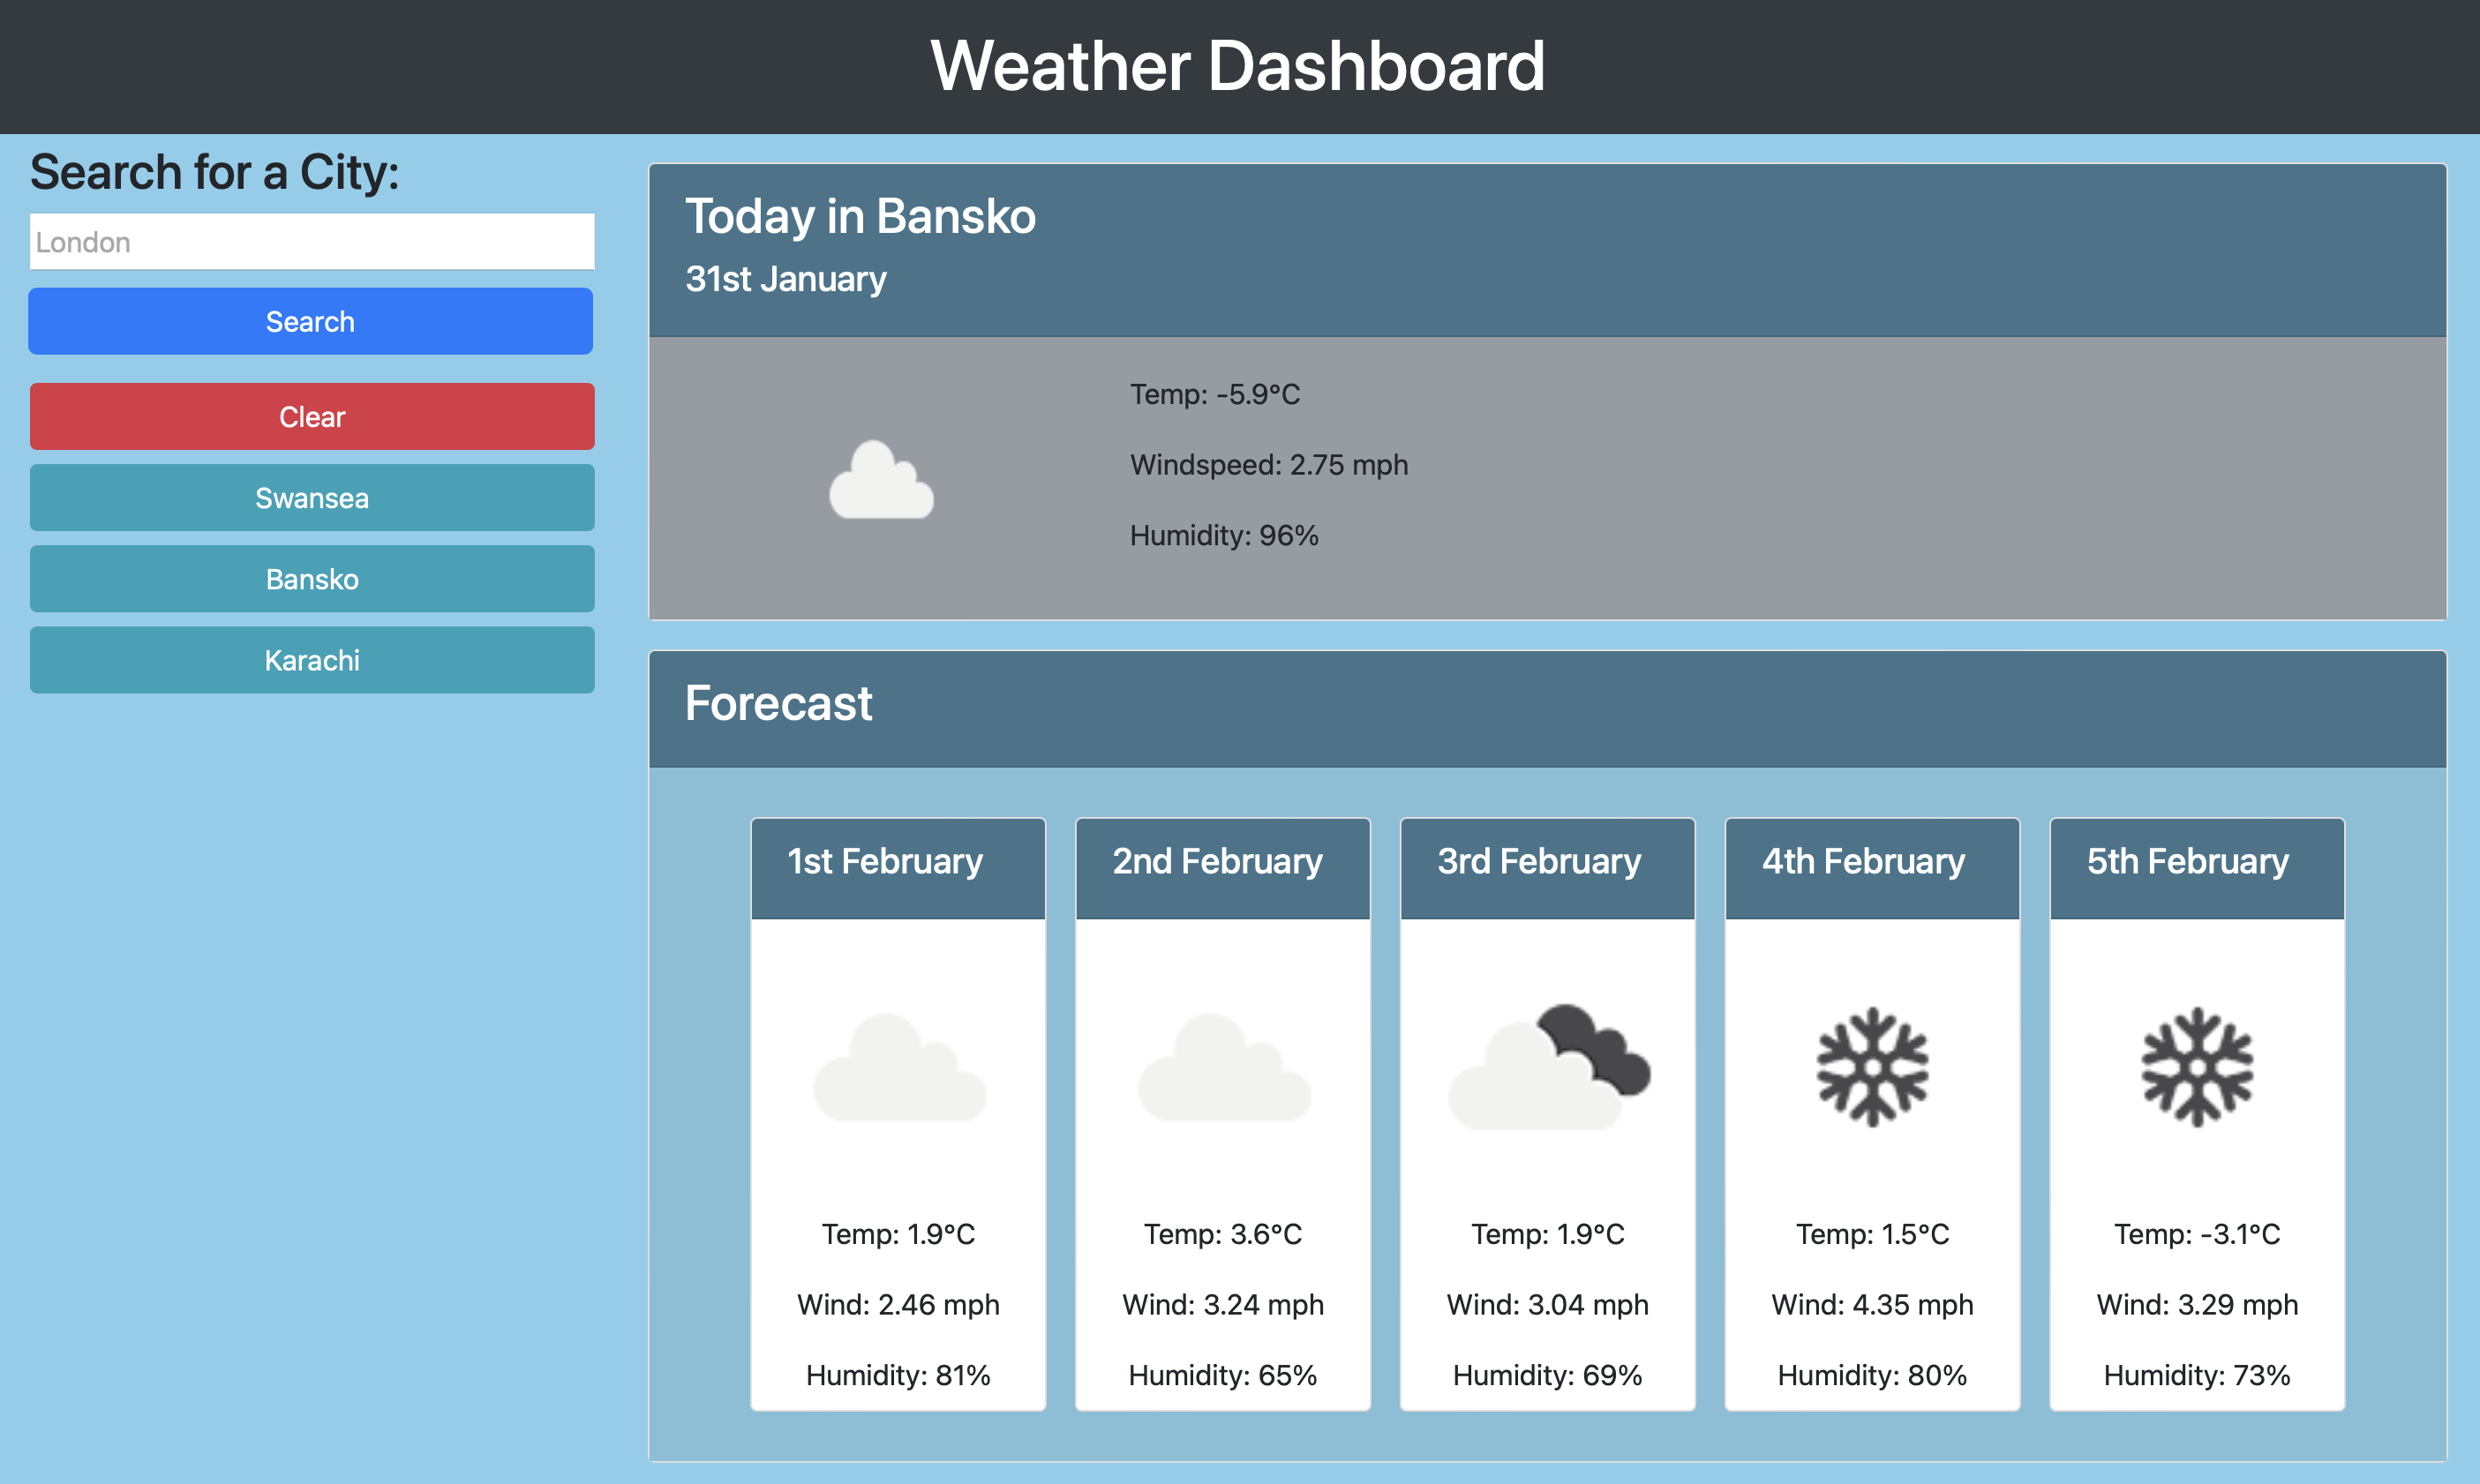 Weather Dashboard
Search for a City:
London
Search
Clear
Swansea
Bansko
Karachi
Today in Bansko
31st January
Temp: -5.9°C
Windspeed: 2.75 mph
Humidity: 96%
Forecast
1st February
Temp: 1.9°C
Wind: 2.46 mph
Humidity: 81%
2nd February
Temp: 3.6°C
Wind: 3.24 mph
Humidity: 65%
3rd February
Temp: 1.9°C
Wind: 3.04 mph
Humidity: 69%
4th February
Temp: 1.5°C
Wind: 4.35 mph
Humidity: 80%
5th February
Temp: -3.1°C
Wind: 3.29 mph
Humidity: 73%